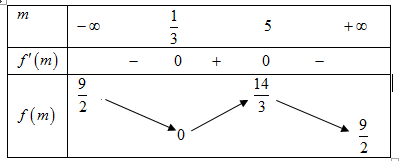 m −∞ 1/3 5 +∞
f′(m) − 0 + 0 −
f(m) 9/2 0 14/3 9/2